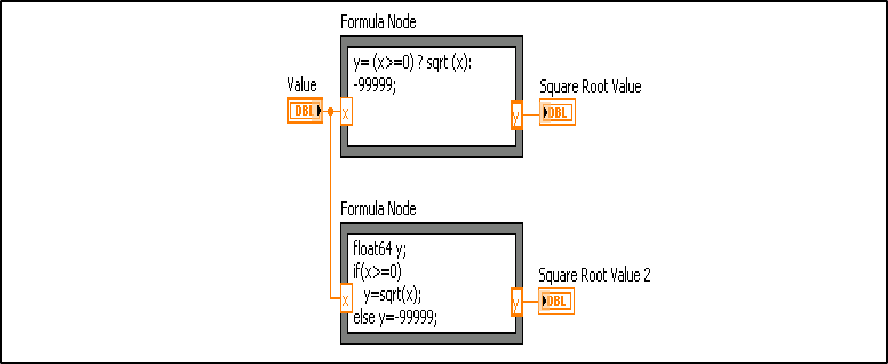 Formula Node
y= (x>=0) ? sqrt (x):
-99999;
Value
DBL
x
y
Square Root Value
DBL
Formula Node
float64 y;
if(x>=0)
y=sqrt(x);
else y=-99999;
x
y
Square Root Value 2
DBL